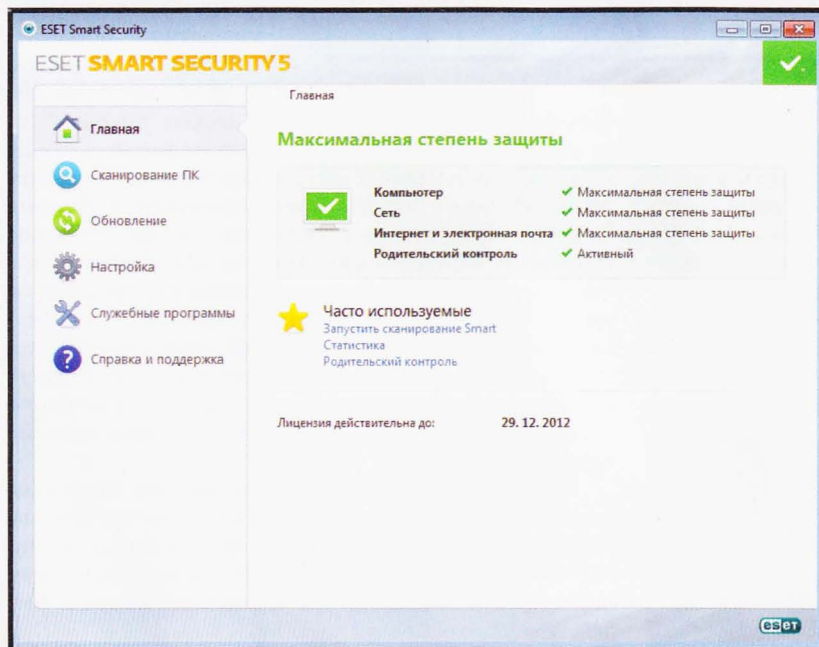 ESET Smart Security
ESET SMART SECURITY 5
Главная
Главная
Сканирование ПК
Обновление
Настройка
Служебные программы
Справка и поддержка
Максимальная степень защиты
Компьютер ✔ Максимальная степень защиты
Сеть ✔ Максимальная степень защиты
Интернет и электронная почта ✔ Максимальная степень защиты
Родительский контроль ✔ Активный
Часто используемые
Запустить сканирование Smart
Статистика
Родительский контроль
Лицензия действительна до: 29. 12. 2012
eset